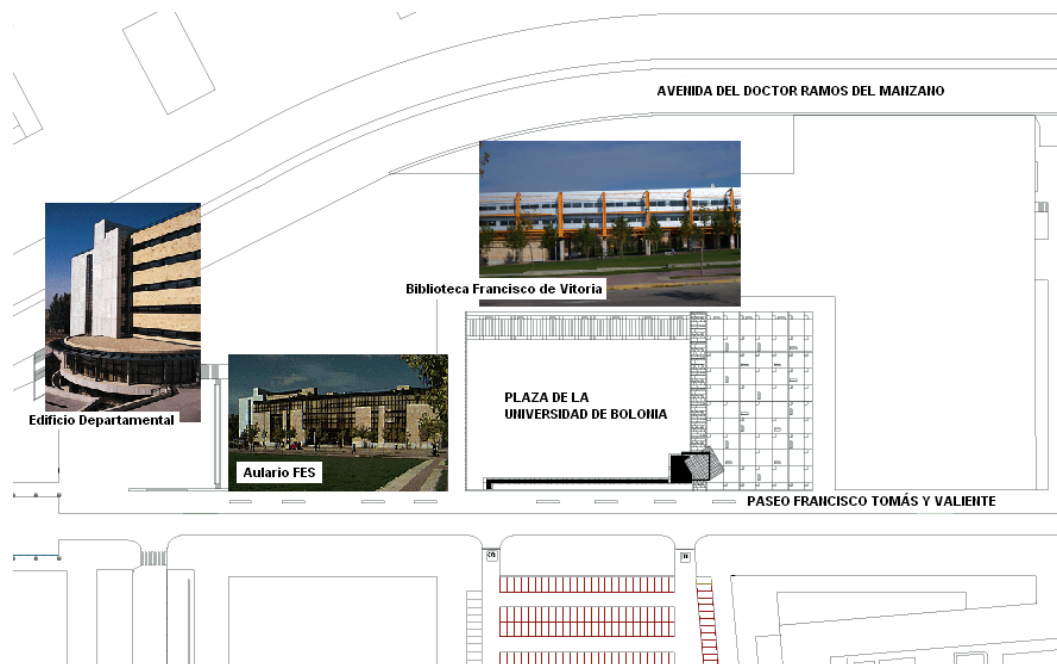 AVENIDA DEL DOCTOR RAMOS DEL MANZANO
Biblioteca Francisco de Vitoria
PLAZA DE LA
UNIVERSIDAD DE BOLONIA
Edificio Departamental
Aulario FES
PASEO FRANCISCO TOMÁS Y VALIENTE